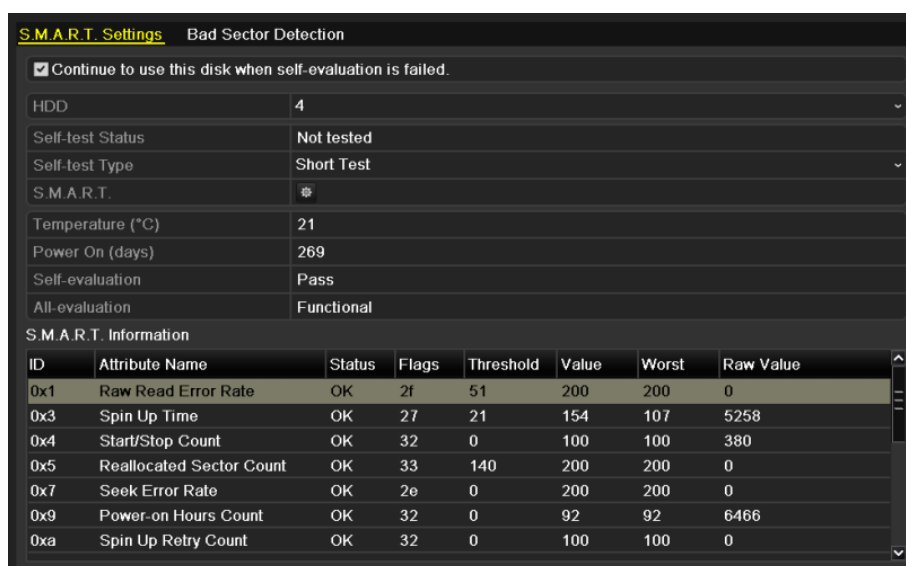 S.M.A.R.T. Settings Bad Sector Detection
Continue to use this disk when self-evaluation is failed.
HDD 4
Self-test Status Not tested
Self-test Type Short Test
S.M.A.R.T.
Temperature (°C) 21
Power On (days) 269
Self-evaluation Pass
All-evaluation Functional
S.M.A.R.T. Information
ID Attribute Name Status Flags Threshold Value Worst Raw Value
0x1 Raw Read Error Rate OK 2f 51 200 200 0
0x3 Spin Up Time OK 27 21 154 107 5258
0x4 Start/Stop Count OK 32 0 100 100 380
0x5 Reallocated Sector Count OK 33 140 200 200 0
0x7 Seek Error Rate OK 2e 0 200 200 0
0x9 Power-on Hours Count OK 32 0 92 92 6466
0xa Spin Up Retry Count OK 32 0 100 100 0